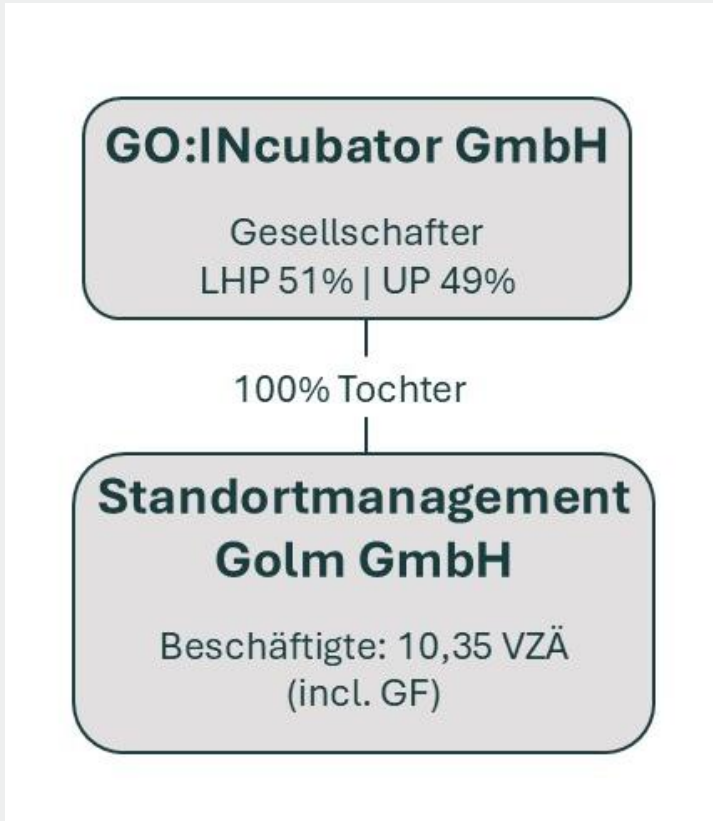 GO:INcubator GmbH
Gesellschafter
LHP 51% | UP 49%
100% Tochter
Standortmanagement
Golm GmbH
Beschäftigte: 10,35 VZÄ
(incl. GF)